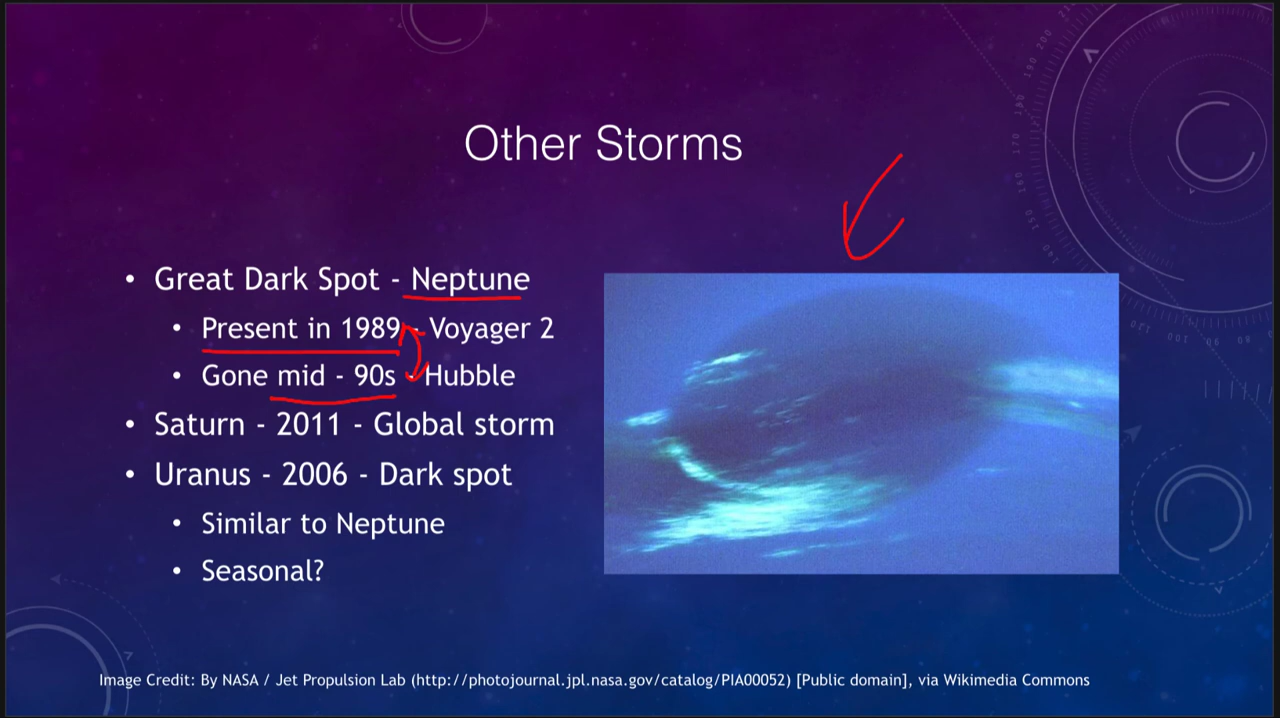 Other Storms
• Great Dark Spot - Neptune
• Present in 1989 - Voyager 2
• Gone mid - 90s - Hubble
• Saturn - 2011 - Global storm
• Uranus - 2006 - Dark spot
• Similar to Neptune
• Seasonal?
Image Credit: By NASA / Jet Propulsion Lab (http://photojournal.jpl.nasa.gov/catalog/PIA00052) [Public domain], via Wikimedia Commons